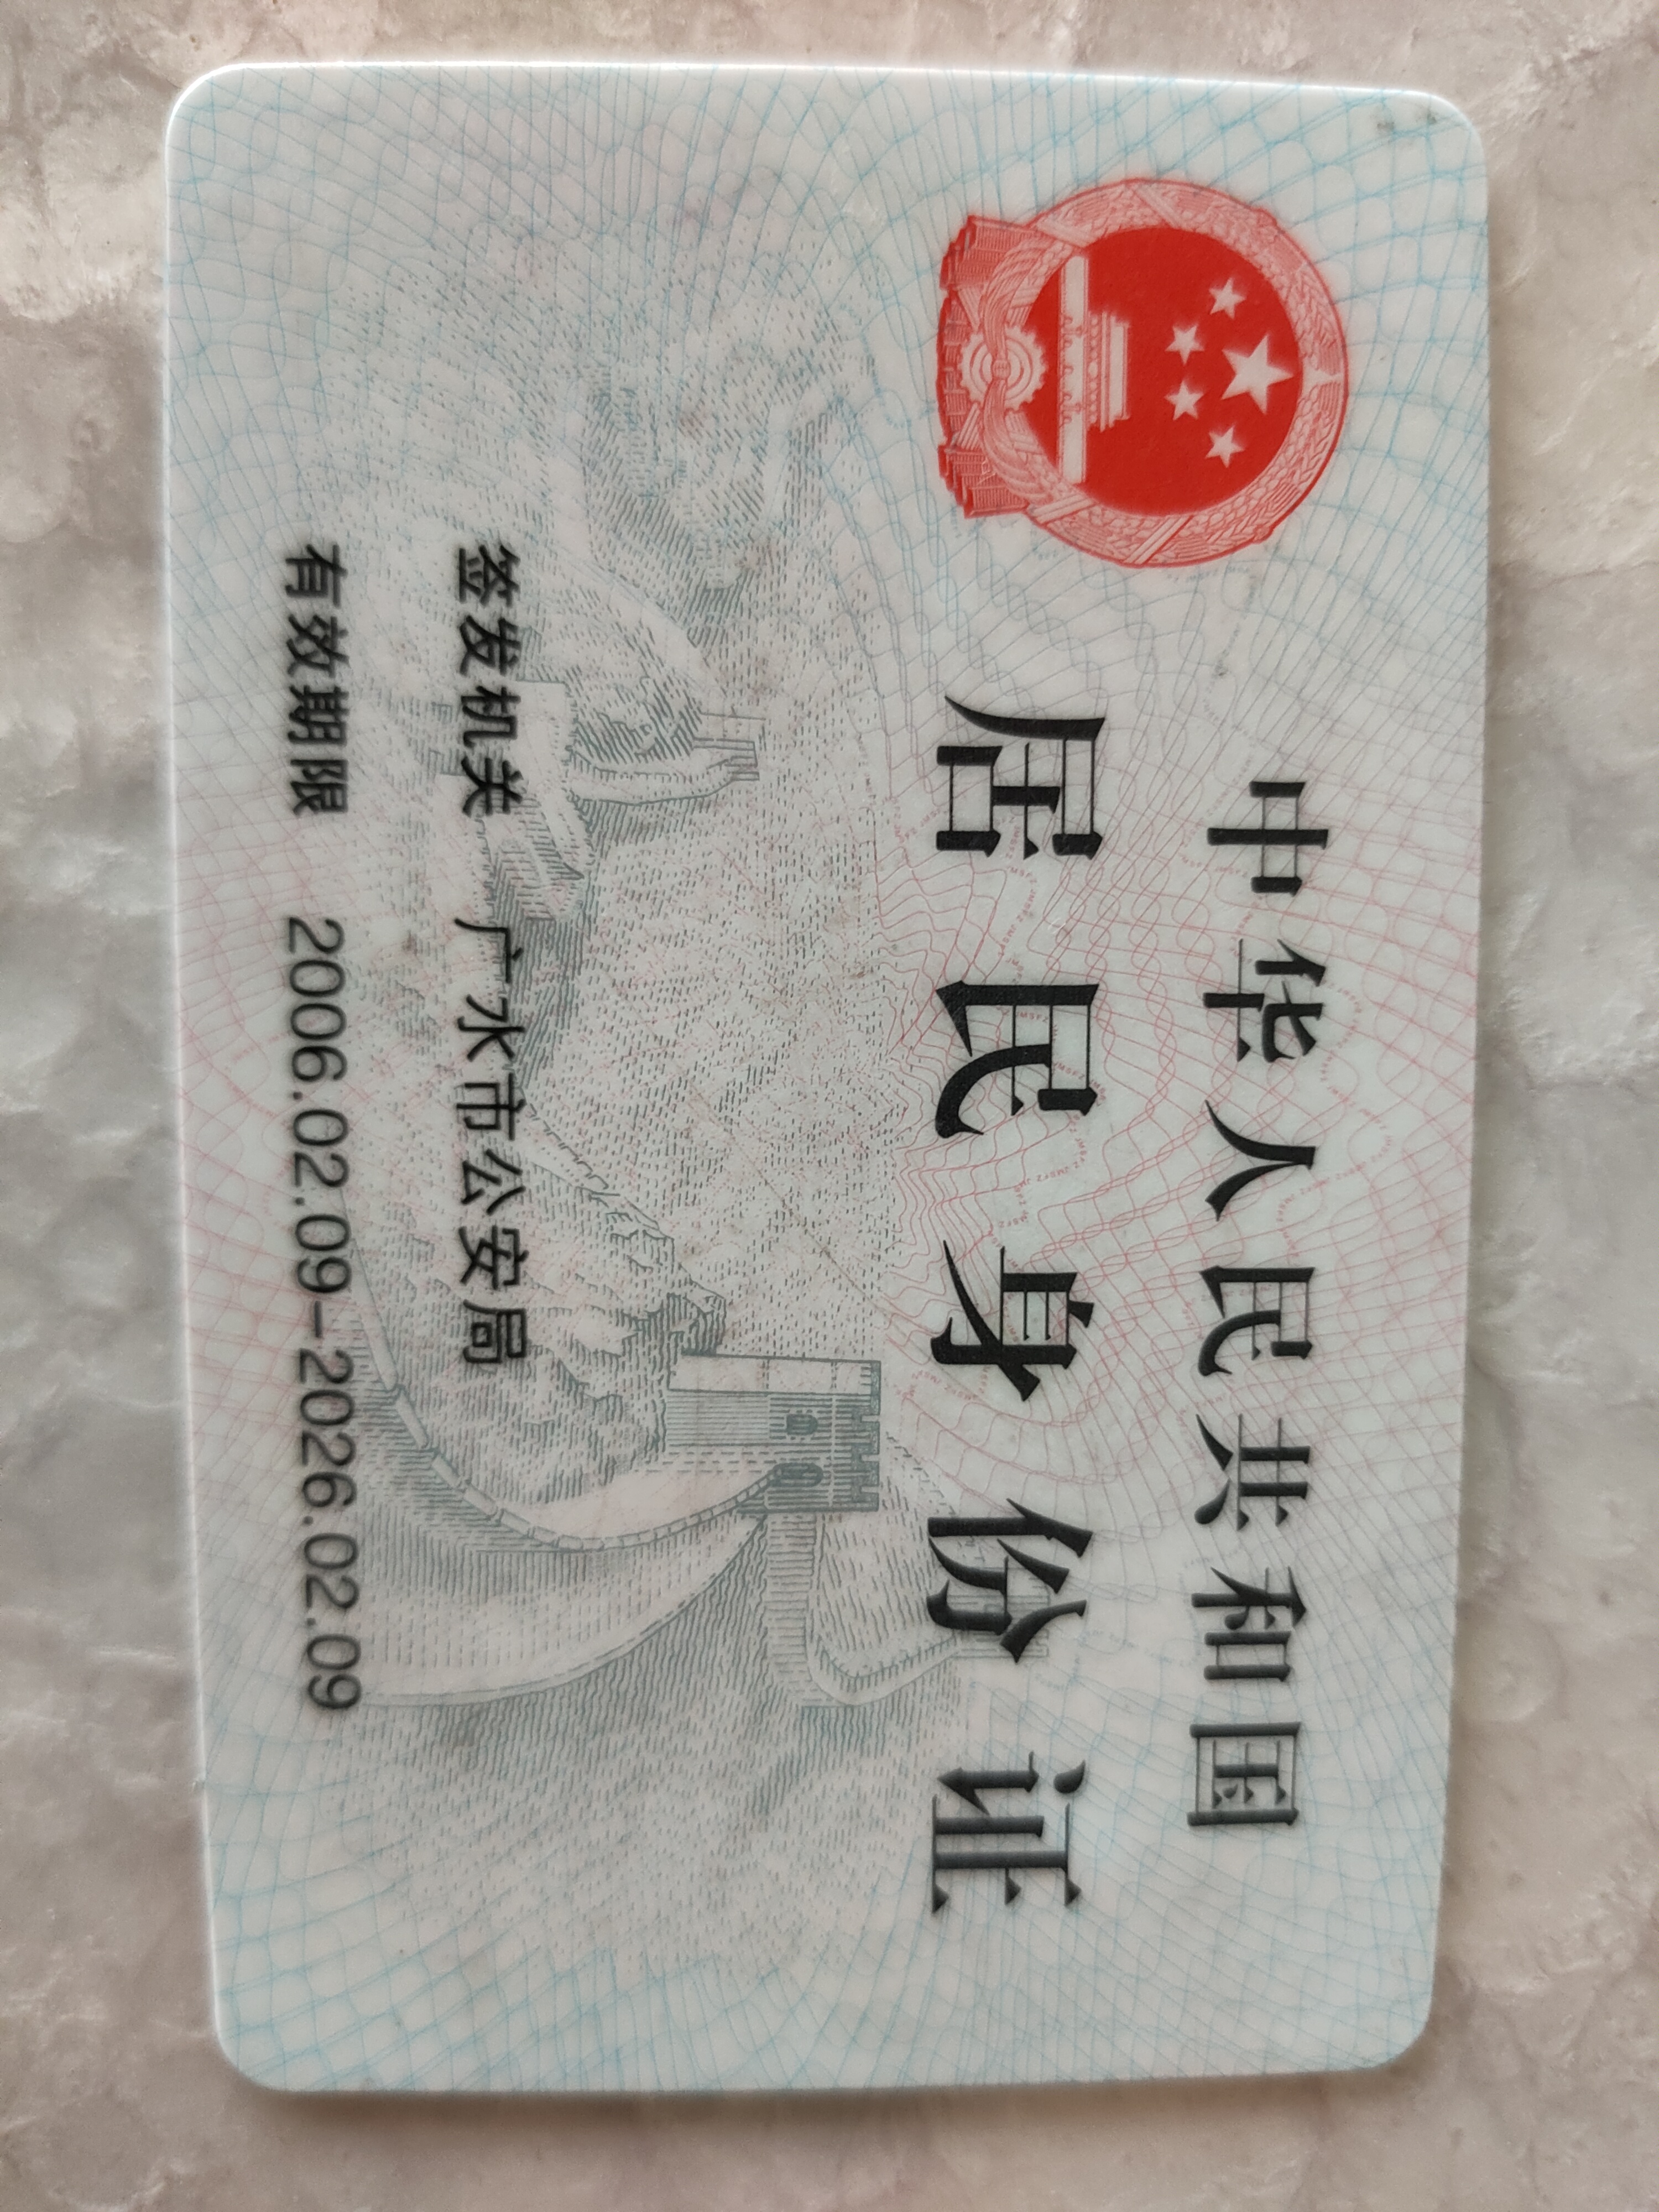 中华人民共和国
居民身份证
签发机关 广水市公安局
有效期限 2006.02.09-2026.02.09